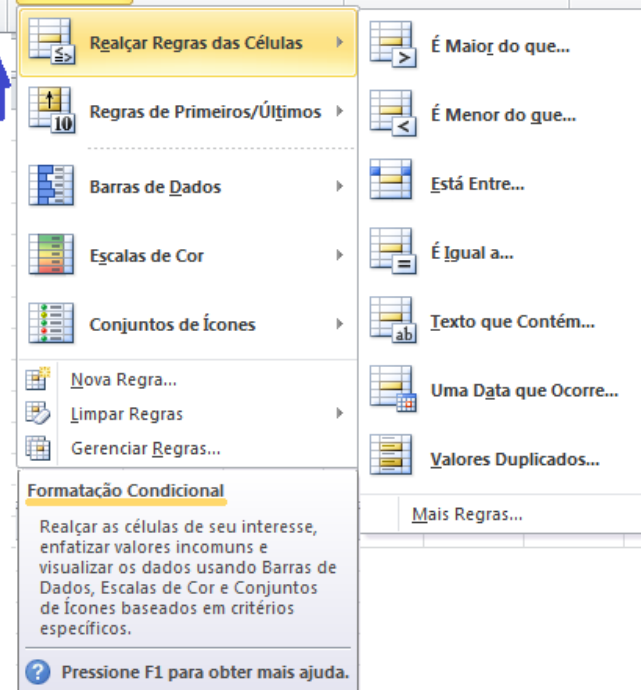 Realçar Regras das Células
Regras de Primeiros/Últimos
Barras de Dados
Escalas de Cor
Conjuntos de Ícones
Nova Regra...
Limpar Regras
Gerenciar Regras...
É Maior do que...
É Menor do que...
Está Entre...
É Igual a...
Texto que Contém...
Uma Data que Ocorre...
Valores Duplicados...
Mais Regras...
Formatação Condicional
Realçar as células de seu interesse,
enfatizar valores incomuns e
visualizar os dados usando Barras de
Dados, Escalas de Cor e Conjuntos
de Ícones baseados em critérios
específicos.
Pressione F1 para obter mais ajuda.